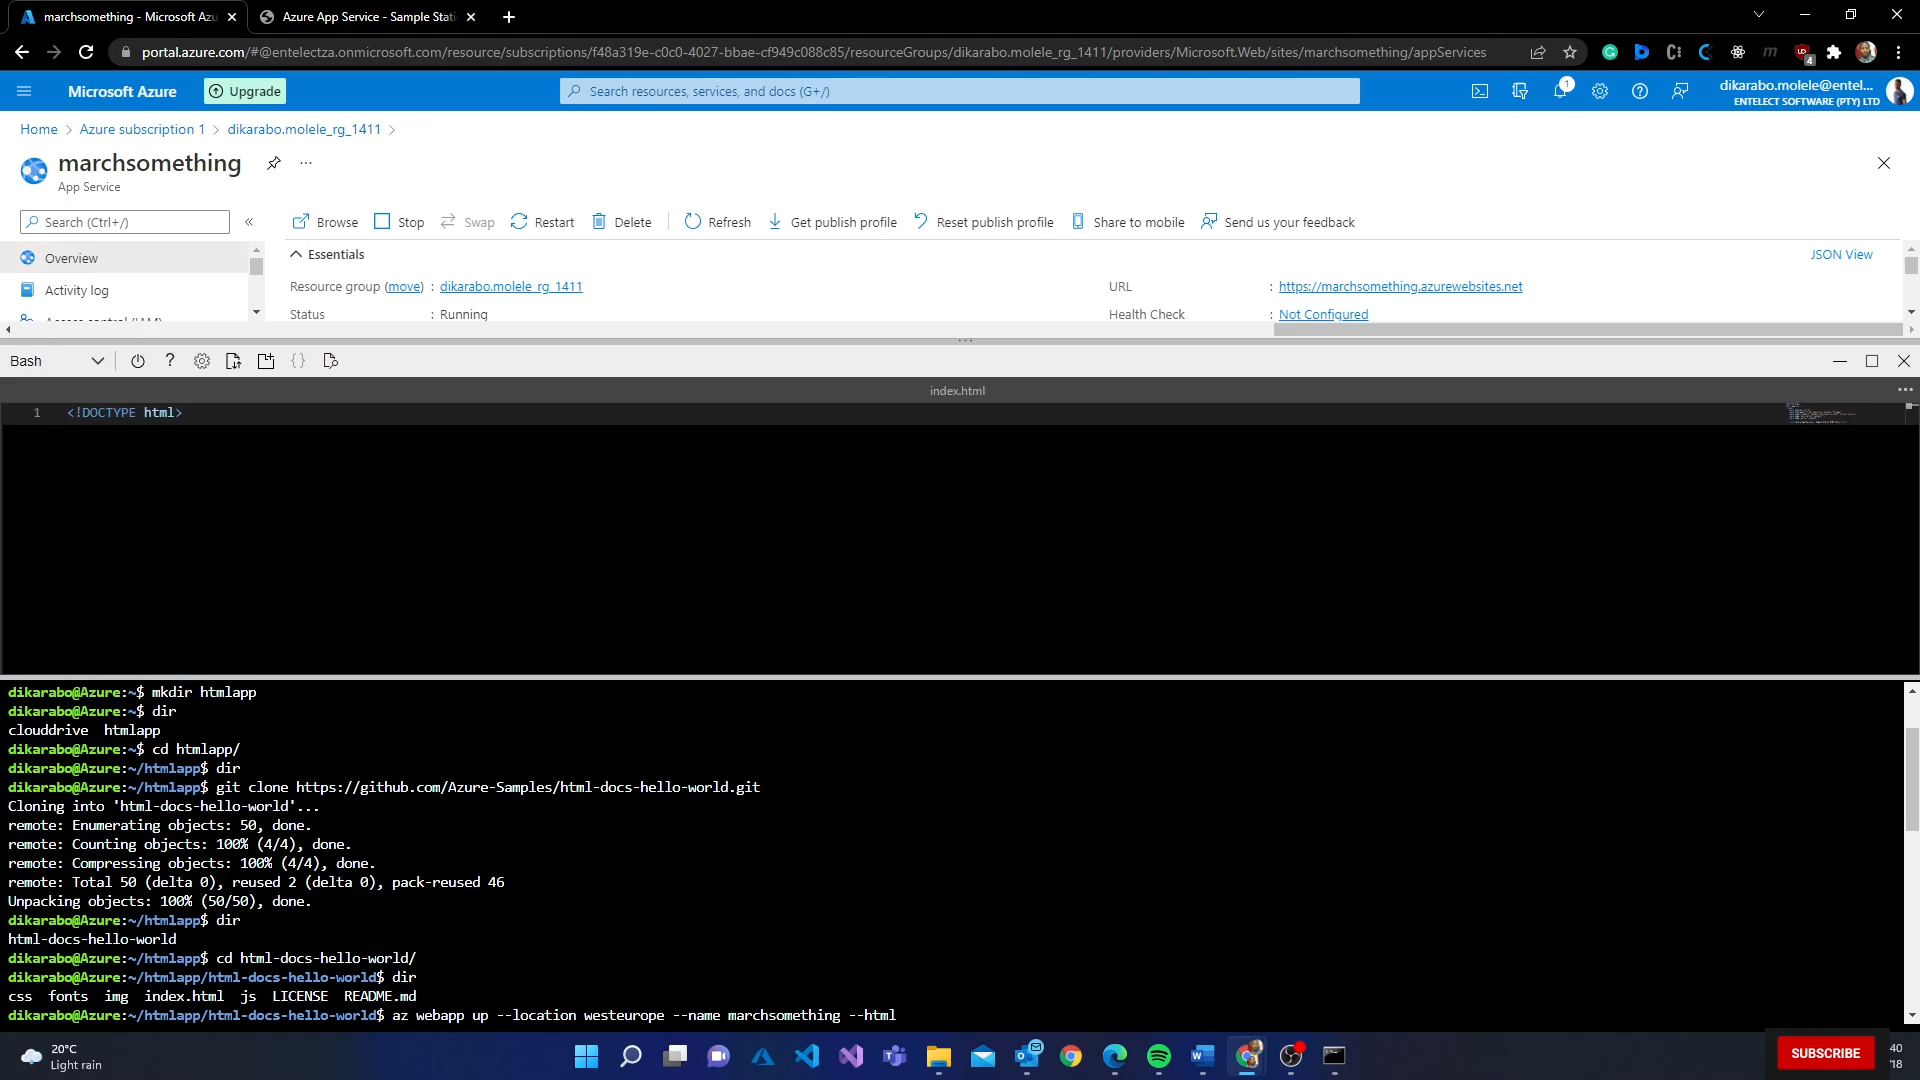 marchsomething - Microsoft Azu
Azure App Service - Sample Stati
portal.azure.com/#@entelectza.onmicrosoft.com/resource/subscriptions/f48a319e-c0c0-4027-bbae-cf949c088c85/resourceGroups/dikarabo.molele_rg_1411/providers/Microsoft.Web/sites/marchsomething/appServices
4
Microsoft Azure
Upgrade
Search resources, services, and docs (G+/)
1
dikarabo.molele@entel...
ENTELECT SOFTWARE (PTY) LTD
Home > Azure subscription 1 > dikarabo.molele_rg_1411 >
marchsomething
App Service
Search (Ctrl+/)
Browse Stop Swap Restart Delete Refresh Get publish profile Reset publish profile Share to mobile Send us your feedback
Overview
Essentials
JSON View
Activity log
Resource group (move) : dikarabo.molele_rg_1411
URL : https://marchsomething.azurewebsites.net
Access control (IAM)
Status : Running
Health Check : Not Configured
Bash
index.html
1 <!DOCTYPE html>
dikarabo@Azure:~$ mkdir htmlapp
dikarabo@Azure:~$ dir
clouddrive htmlapp
dikarabo@Azure:~$ cd htmlapp/
dikarabo@Azure:~/htmlapp$ dir
dikarabo@Azure:~/htmlapp$ git clone https://github.com/Azure-Samples/html-docs-hello-world.git
Cloning into 'html-docs-hello-world'...
remote: Enumerating objects: 50, done.
remote: Counting objects: 100% (4/4), done.
remote: Compressing objects: 100% (4/4), done.
remote: Total 50 (delta 0), reused 2 (delta 0), pack-reused 46
Unpacking objects: 100% (50/50), done.
dikarabo@Azure:~/htmlapp$ dir
html-docs-hello-world
dikarabo@Azure:~/htmlapp$ cd html-docs-hello-world/
dikarabo@Azure:~/htmlapp/html-docs-hello-world$ dir
css fonts img index.html js LICENSE README.md
dikarabo@Azure:~/htmlapp/html-docs-hello-world$ az webapp up --location westeurope --name marchsomething --html
20°C
Light rain
SUBSCRIBE
40
'18